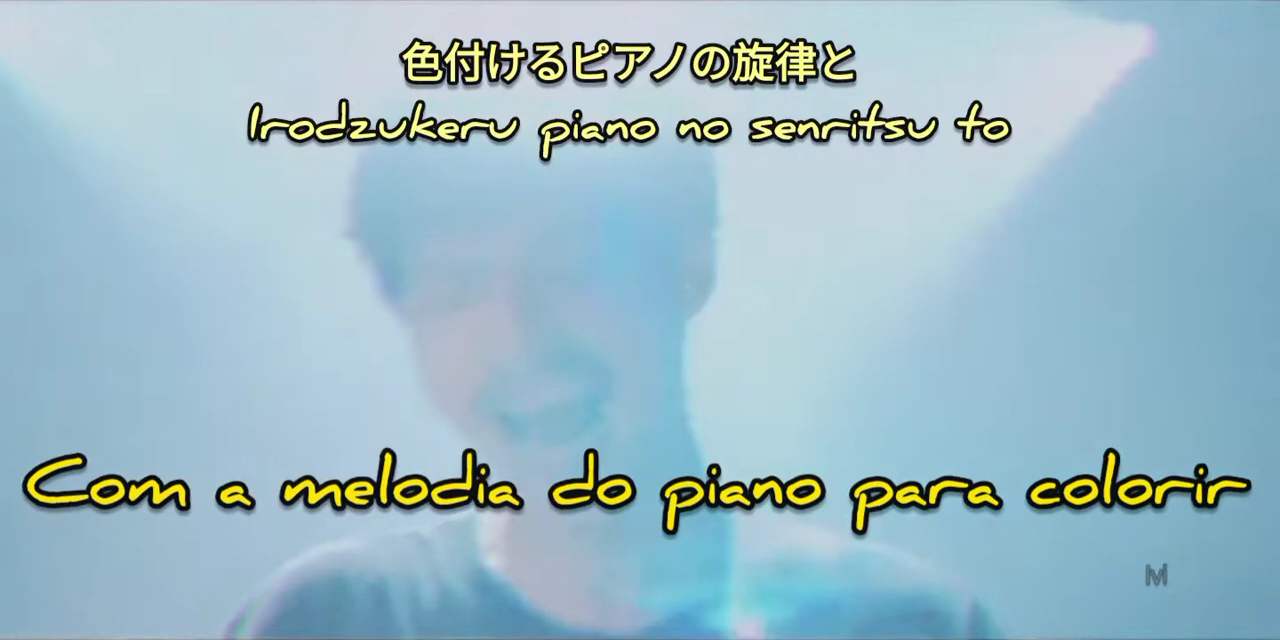 色付けるピアノの旋律と
Irodzukeru piano no senritsu to
Com a melodia do piano para colorir
M